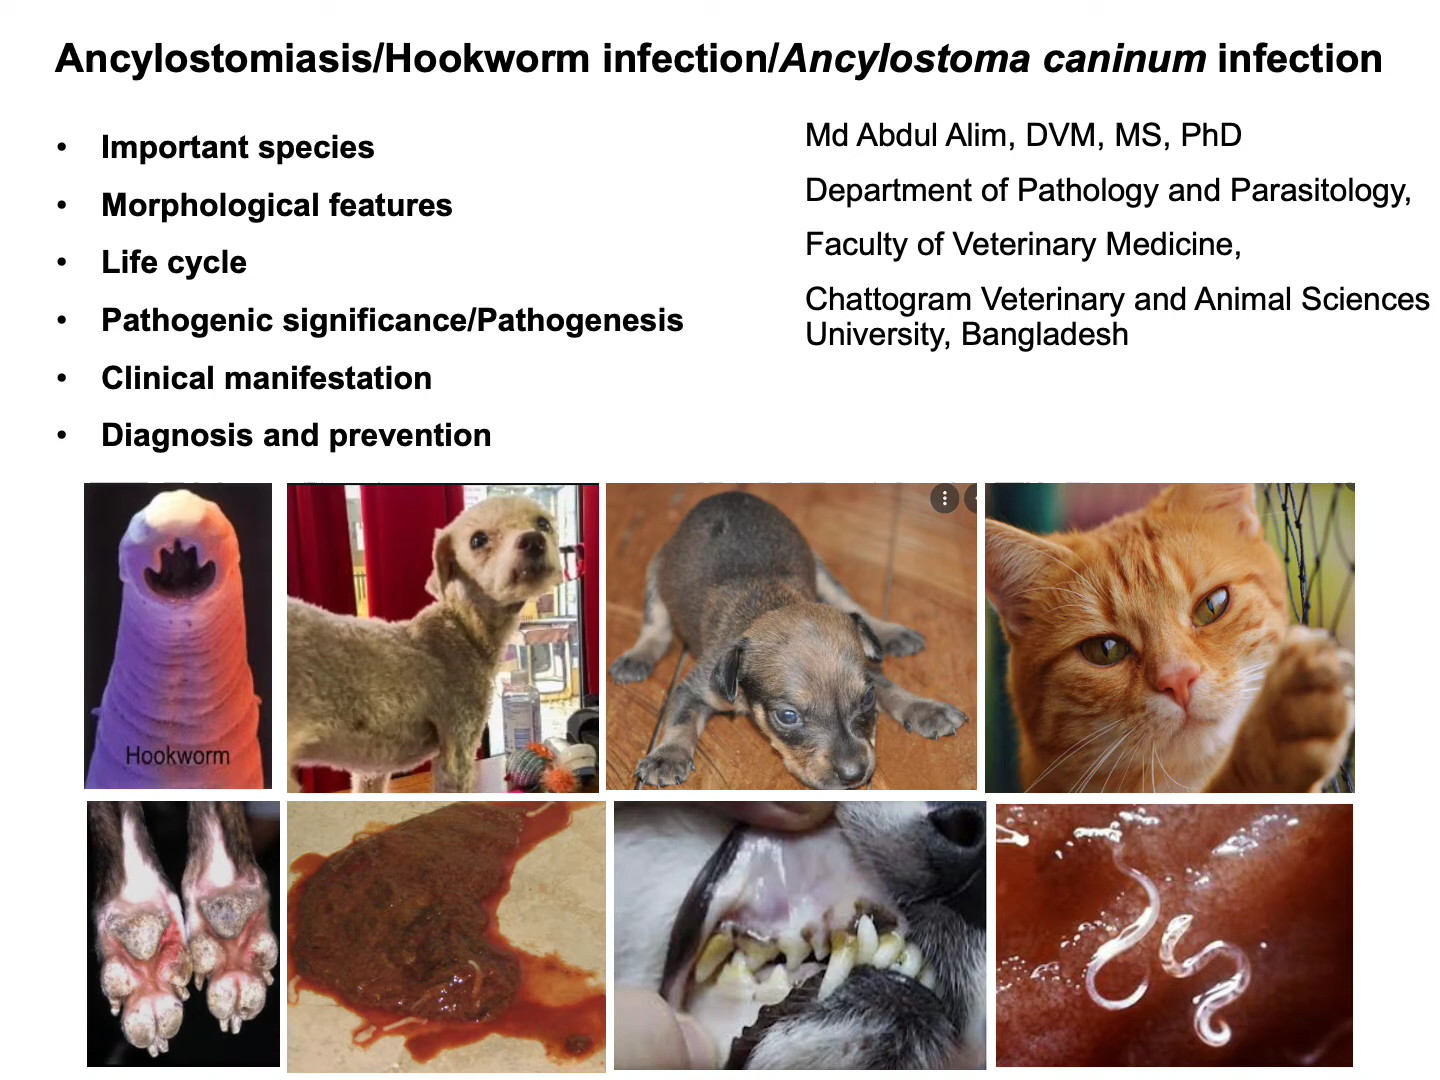 Ancylostomiasis/Hookworm infection/Ancylostoma caninum infection
• Important species
• Morphological features
• Life cycle
• Pathogenic significance/Pathogenesis
• Clinical manifestation
• Diagnosis and prevention
Md Abdul Alim, DVM, MS, PhD
Department of Pathology and Parasitology,
Faculty of Veterinary Medicine,
Chattogram Veterinary and Animal Sciences
University, Bangladesh
Hookworm